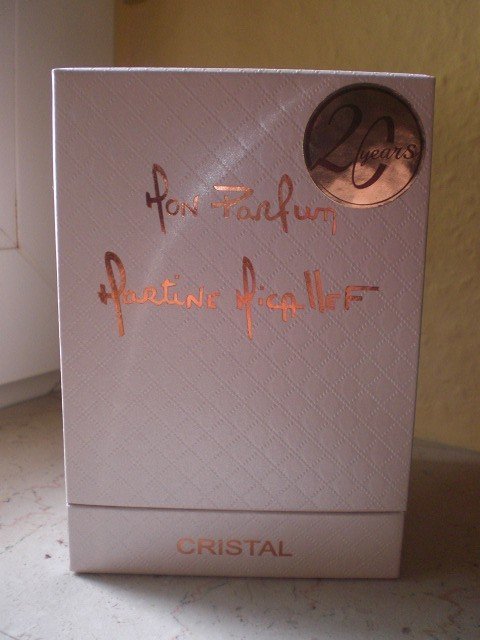 20
years
Mon Parfum
Martine Micallef
CRISTAL